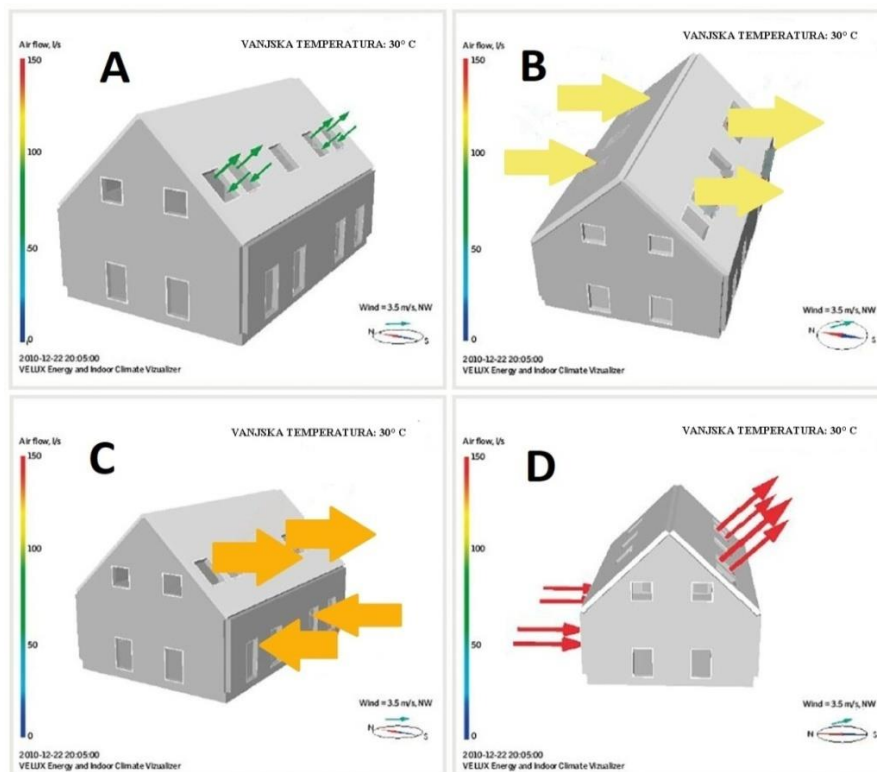 Air flow, l/s
VANJSKA TEMPERATURA: 30° C
150
A
100
50
0
Wind = 3.5 m/s, NW
N
S
2010-12-22 20:05:00
VELUX Energy and Indoor Climate Vizualizer
Air flow, l/s
VANJSKA TEMPERATURA: 30° C
150
B
100
50
0
Wind = 3.5 m/s, NW
N
S
2010-12-22 20:05:00
VELUX Energy and Indoor Climate Vizualizer
VANJSKA TEMPERATURA: 30° C
Air flow, l/s
150
C
100
50
0
Wind = 3.5 m/s, NW
N
S
2010-12-22 20:05:00
VELUX Energy and Indoor Climate Vizualizer
VANJSKA TEMPERATURA: 30° C
Air flow, l/s
150
D
100
50
0
Wind = 3.5 m/s, NW
N
S
2010-12-22 20:05:00
VELUX Energy and Indoor Climate Vizualizer